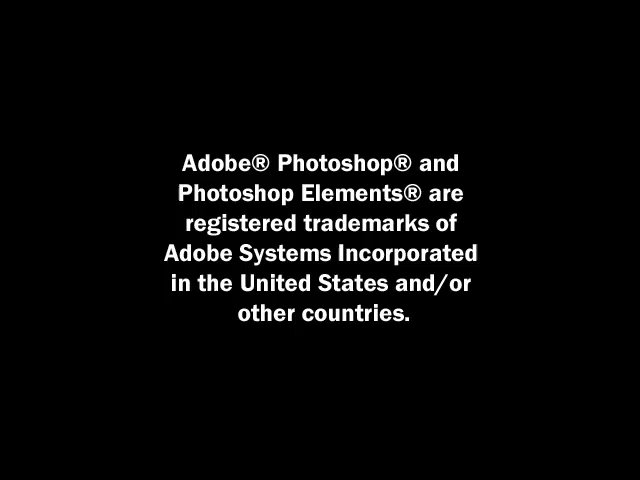 Adobe® Photoshop® and
Photoshop Elements® are
registered trademarks of
Adobe Systems Incorporated
in the United States and/or
other countries.